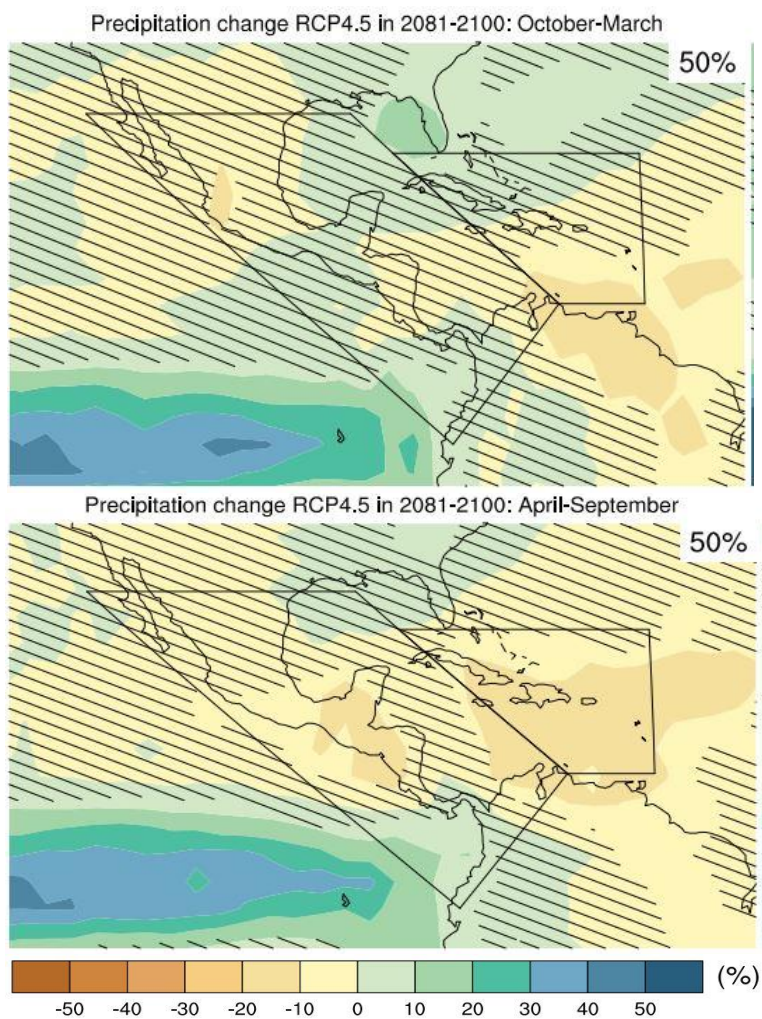 Precipitation change RCP4.5 in 2081-2100: October-March
50%
Precipitation change RCP4.5 in 2081-2100: April-September
50%
(%)
-50 -40 -30 -20 -10 0 10 20 30 40 50